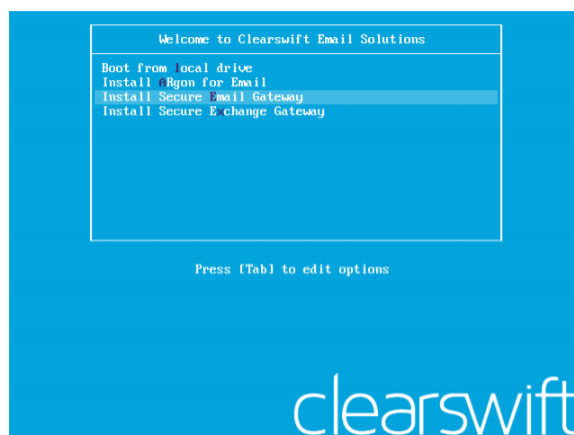 Welcome to Clearswift Email Solutions
Boot from local drive
Install ARgon for Email
Install Secure Email Gateway
Install Secure Exchange Gateway
Press [Tab] to edit options
clearswift